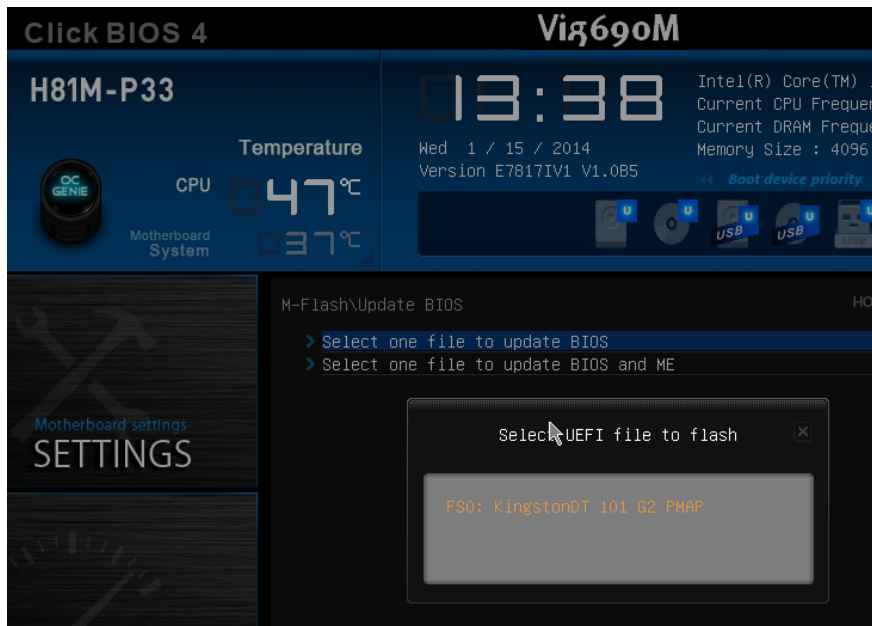 Click BIOS 4
Vig690M
H81M-P33
13:38
Intel(R) Core(TM)
Current CPU Frequen
Current DRAM Freque
Memory Size : 4096
Temperature
Wed 1 / 15 / 2014
Version E7817IV1 V1.0B5
Boot device priority
OC
GENIE
CPU
47℃
U
U
U
U
USB
USB
USB
Motherboard
System
37℃
M-Flash\Update BIOS
HO
Select one file to update BIOS
Select one file to update BIOS and ME
Motherboard settings
SETTINGS
Select UEFI file to flash
FS0: KingstonDT 101 G2 PMAP